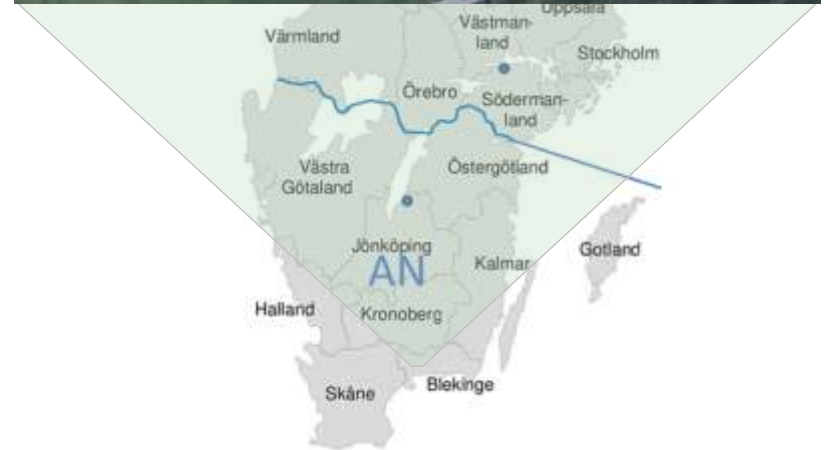 Uppsala
Västman-
land
Värmland
Stockholm
Örebro
Söderman-
land
Västra
Götaland
Östergötland
Jönköping
AN
Kalmar
Gotland
Halland
Kronoberg
Blekinge
Skåne